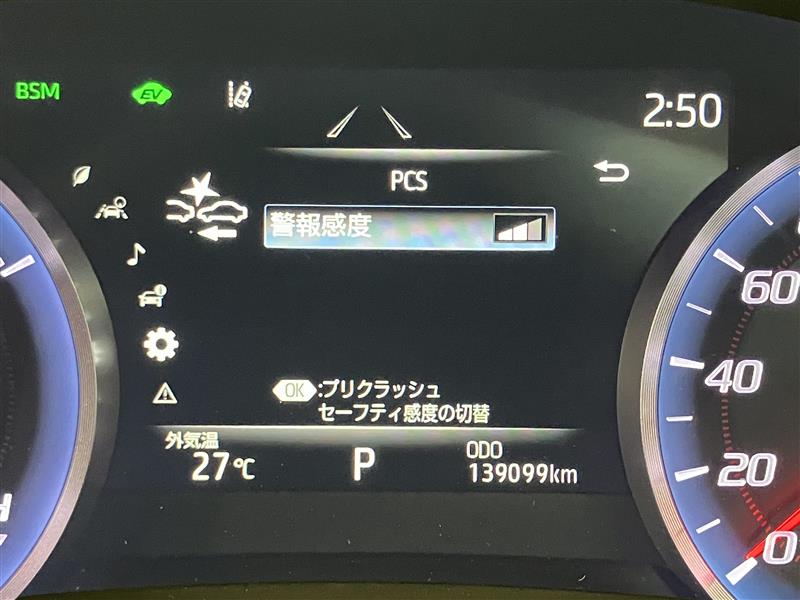 BSM
EV
2:50
PCS
警報感度
OK :プリクラッシュ
セーフティ感度の切替
外気温
27℃
P
ODO
139099km
60
40
20
0